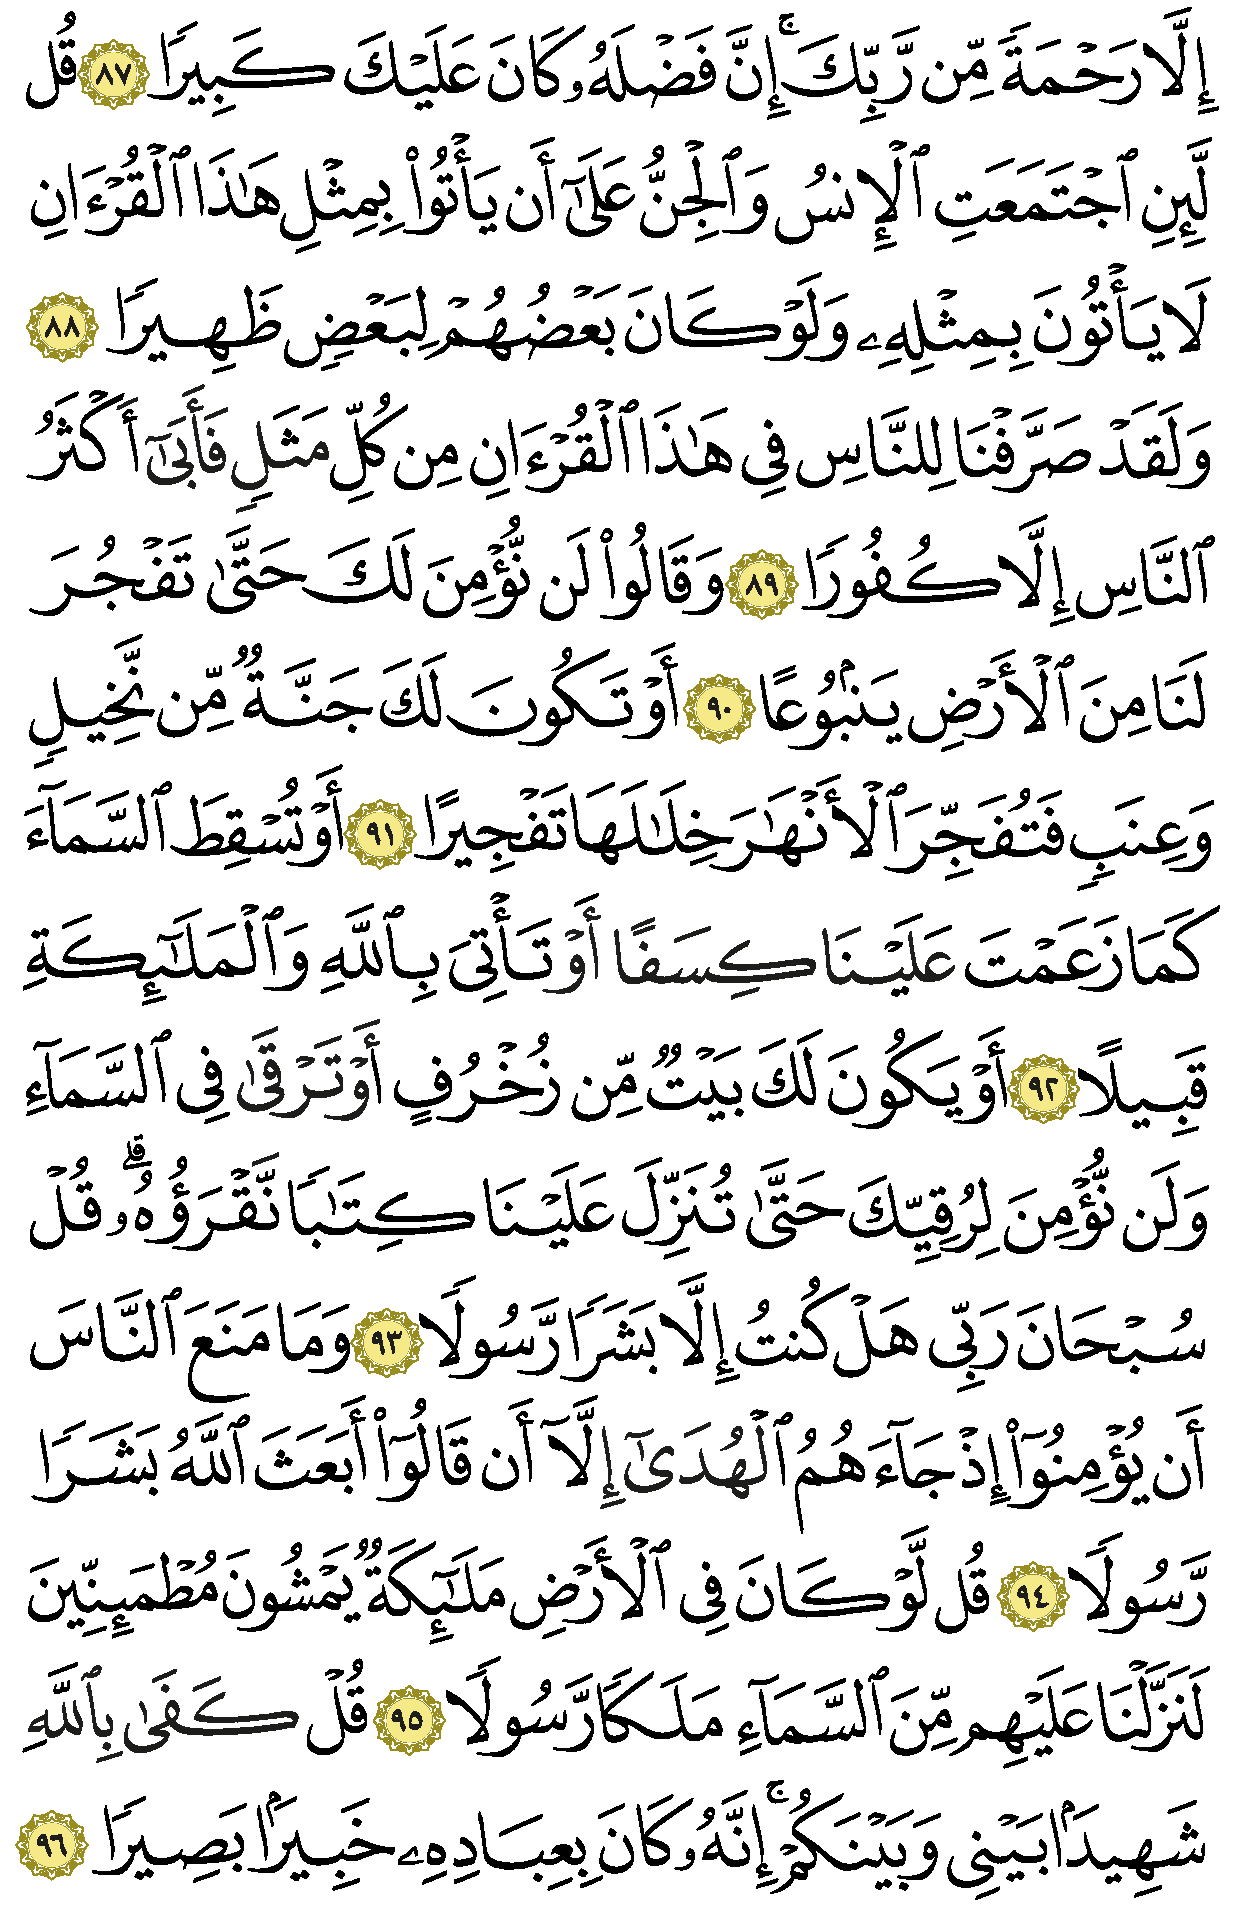 إِلَّا رَحْمَةً مِّن رَّبِّكَ ۚ إِنَّ فَضْلَهُۥ كَانَ عَلَيْكَ كَبِيرًا ٨٧ قُل
لَّئِنِ ٱجْتَمَعَتِ ٱلْإِنسُ وَٱلْجِنُّ عَلَىٰٓ أَن يَأْتُوا۟ بِمِثْلِ هَٰذَا ٱلْقُرْءَانِ
لَا يَأْتُونَ بِمِثْلِهِۦ وَلَوْ كَانَ بَعْضُهُمْ لِبَعْضٍ ظَهِيرًا ٨٨
وَلَقَدْ صَرَّفْنَا لِلنَّاسِ فِى هَٰذَا ٱلْقُرْءَانِ مِن كُلِّ مَثَلٍ فَأَبَىٰٓ أَكْثَرُ
ٱلنَّاسِ إِلَّا كُفُورًا ٨٩ وَقَالُوا۟ لَن نُّؤْمِنَ لَكَ حَتَّىٰ تَفْجُرَ
لَنَا مِنَ ٱلْأَرْضِ يَنۢبُوعًا ٩٠ أَوْ تَكُونَ لَكَ جَنَّةٌ مِّن نَّخِيلٍ
وَعِنَبٍ فَتُفَجِّرَ ٱلْأَنْهَٰرَ خِلَٰلَهَا تَفْجِيرًا ٩١ أَوْ تُسْقِطَ ٱلسَّمَآءَ
كَمَا زَعَمْتَ عَلَيْنَا كِسَفًا أَوْ تَأْتِىَ بِٱللَّهِ وَٱلْمَلَٰٓئِكَةِ
قَبِيلًا ٩٢ أَوْ يَكُونَ لَكَ بَيْتٌ مِّن زُخْرُفٍ أَوْ تَرْقَىٰ فِى ٱلسَّمَآءِ
وَلَن نُّؤْمِنَ لِرُقِيِّكَ حَتَّىٰ تُنَزِّلَ عَلَيْنَا كِتَٰبًا نَّقْرَؤُهُۥ ۗ قُلْ
سُبْحَانَ رَبِّى هَلْ كُنتُ إِلَّا بَشَرًا رَّسُولًا ٩٣ وَمَا مَنَعَ ٱلنَّاسَ
أَن يُؤْمِنُوٓا۟ إِذْ جَآءَهُمُ ٱلْهُدَىٰٓ إِلَّآ أَن قَالُوٓا۟ أَبَعَثَ ٱللَّهُ بَشَرًا
رَّسُولًا ٩٤ قُل لَّوْ كَانَ فِى ٱلْأَرْضِ مَلَٰٓئِكَةٌ يَمْشُونَ مُطْمَئِنِّينَ
لَنَزَّلْنَا عَلَيْهِم مِّنَ ٱلسَّمَآءِ مَلَكًا رَّسُولًا ٩٥ قُلْ كَفَىٰ بِٱللَّهِ
شَهِيدًۢا بَيْنِى وَبَيْنَكُمْ ۚ إِنَّهُۥ كَانَ بِعِبَادِهِۦ خَبِيرًۢا بَصِيرًا ٩٦